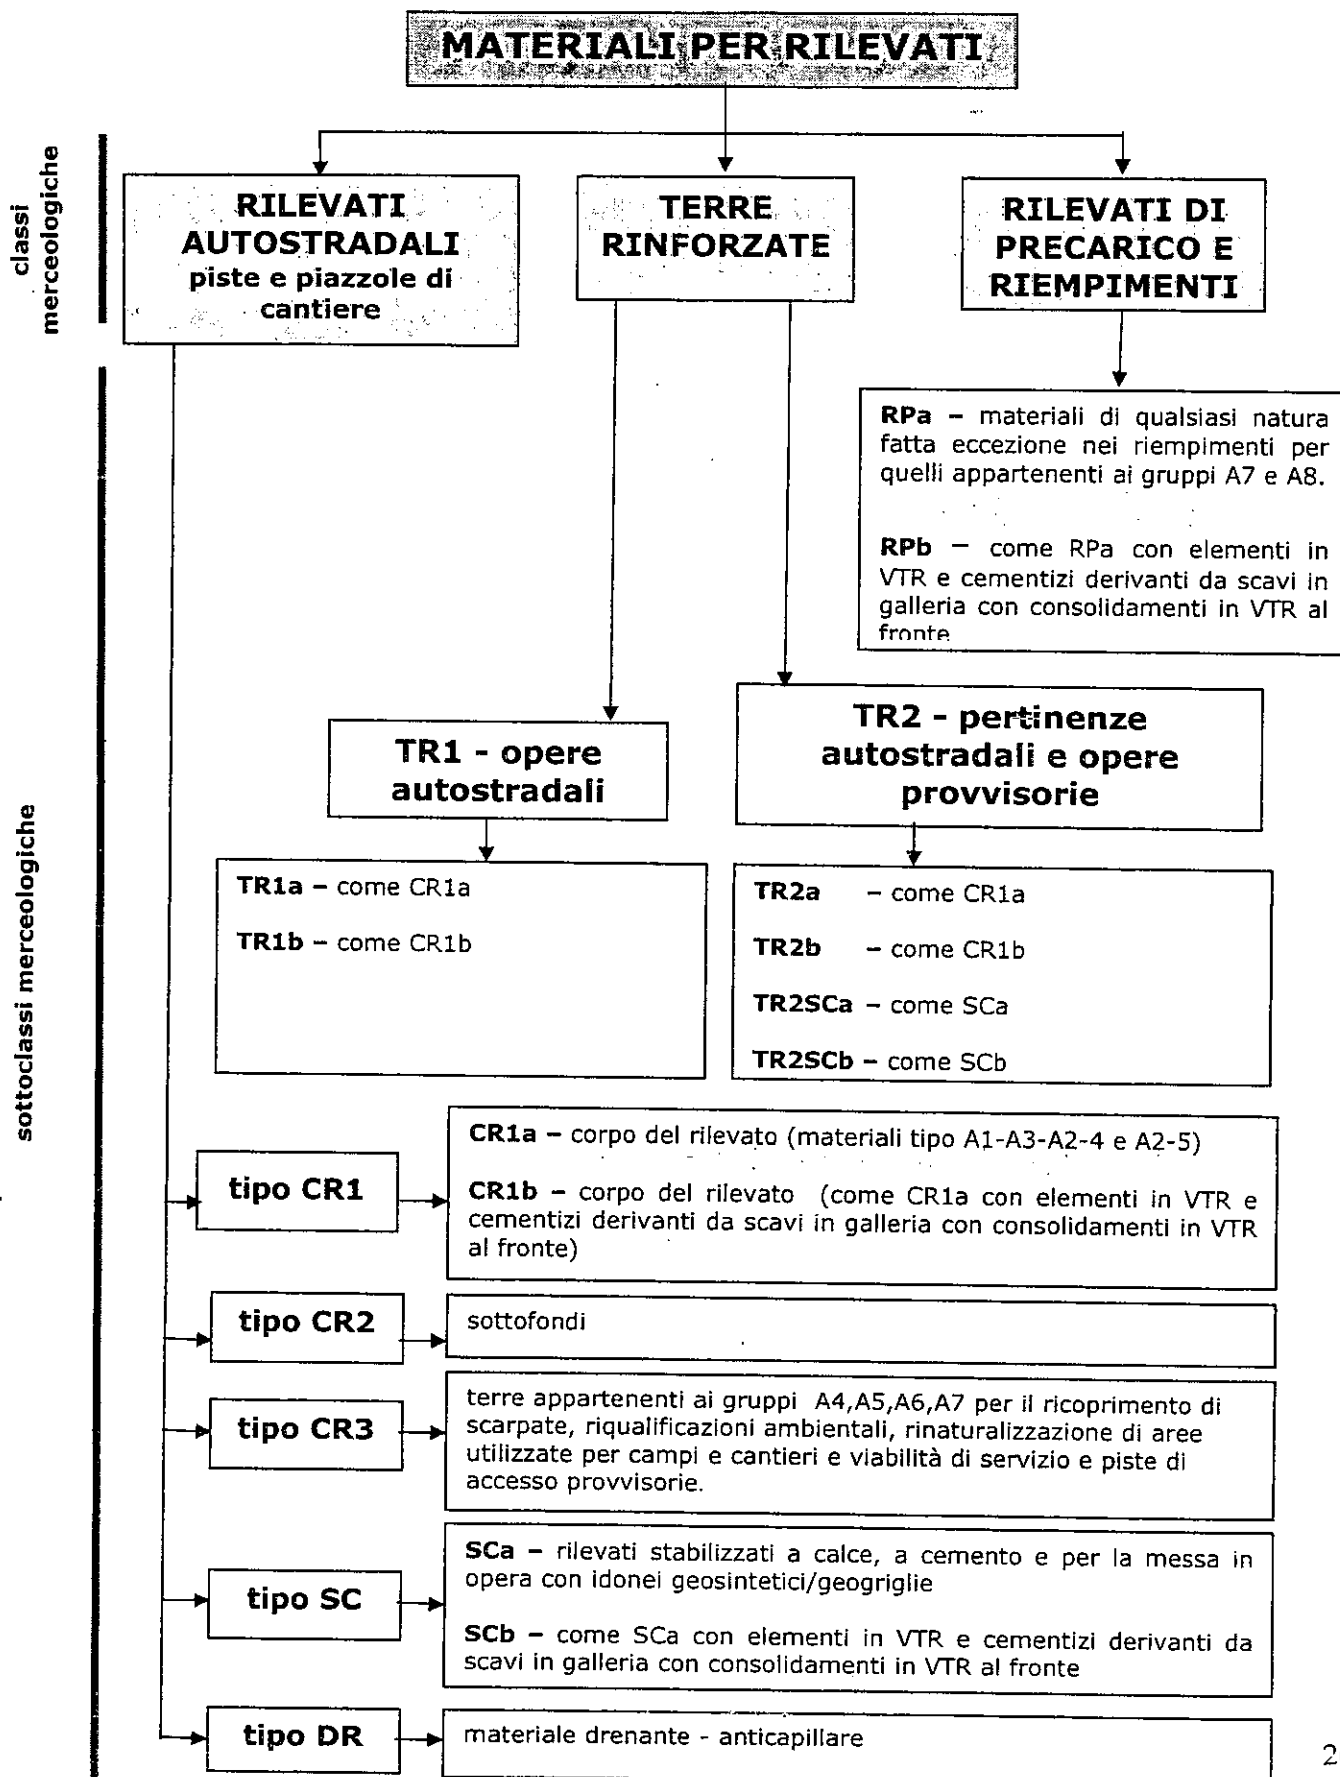 MATERIALI PER RILEVATI
classi
merceologiche
RILEVATI
AUTOSTRADALI
piste e piazzole di
cantiere
TERRE
RINFORZATE
RILEVATI DI
PRECARICO E
RIEMPIMENTI
RPa – materiali di qualsiasi natura
fatta eccezione nei riempimenti per
quelli appartenenti ai gruppi A7 e A8.
RPb – come RPa con elementi in
VTR e cementizi derivanti da scavi in
galleria con consolidamenti in VTR al
fronte
sottoclassi merceologiche
TR1 - opere
autostradali
TR2 - pertinenze
autostradali e opere
provvisorie
TR1a – come CR1a
TR1b – come CR1b
TR2a – come CR1a
TR2b – come CR1b
TR2SCa – come SCa
TR2SCb – come SCb
tipo CR1
CR1a – corpo del rilevato (materiali tipo A1-A3-A2-4 e A2-5)
CR1b – corpo del rilevato (come CR1a con elementi in VTR e
cementizi derivanti da scavi in galleria con consolidamenti in VTR
al fronte)
tipo CR2
sottofondi
tipo CR3
terre appartenenti ai gruppi A4,A5,A6,A7 per il ricoprimento di
scarpate, riqualificazioni ambientali, rinaturalizzazione di aree
utilizzate per campi e cantieri e viabilità di servizio e piste di
accesso provvisorie.
tipo SC
SCa – rilevati stabilizzati a calce, a cemento e per la messa in
opera con idonei geosintetici/geogriglie
SCb – come SCa con elementi in VTR e cementizi derivanti da
scavi in galleria con consolidamenti in VTR al fronte
tipo DR
materiale drenante - anticapillare
2